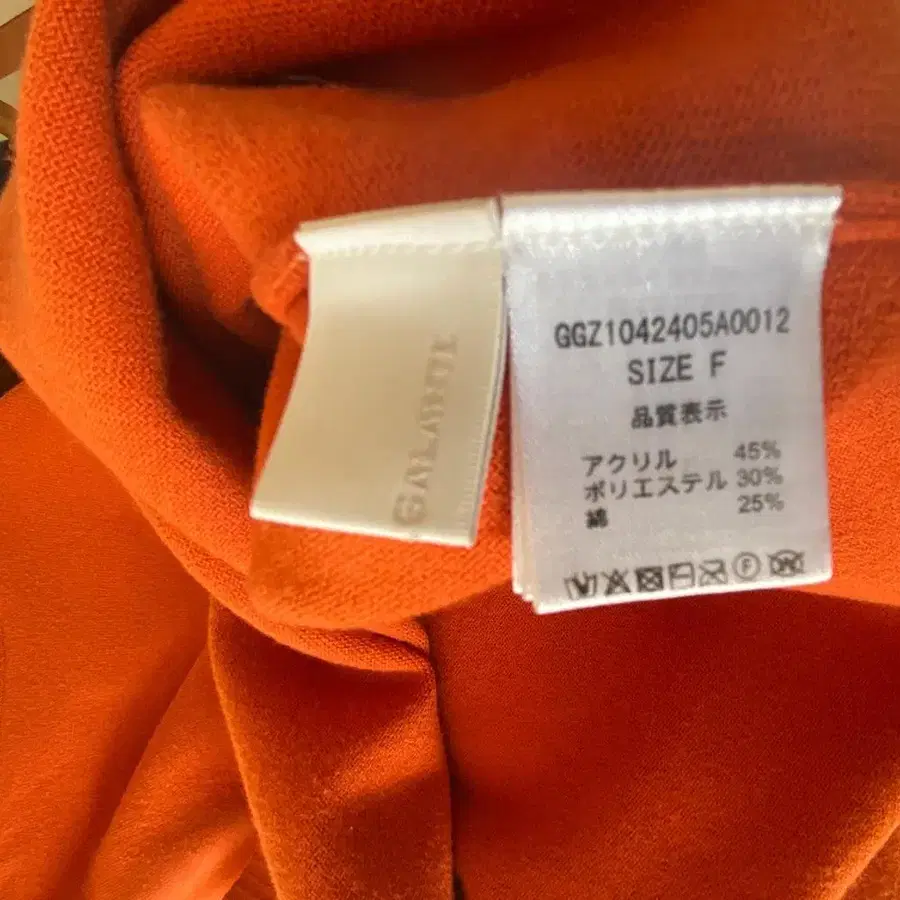 GALANDE
GGZ1042405A0012
SIZE F
品質表示
アクリル 45%
ポリエステル 30%
綿 25%